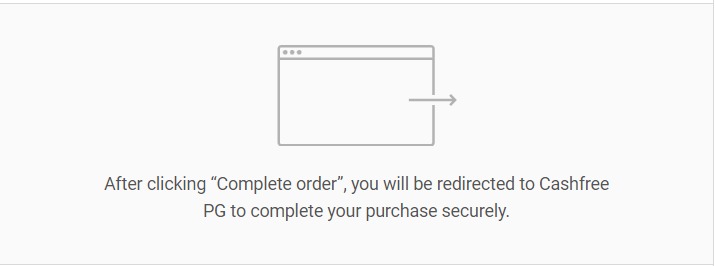 After clicking “Complete order”, you will be redirected to Cashfree
PG to complete your purchase securely.